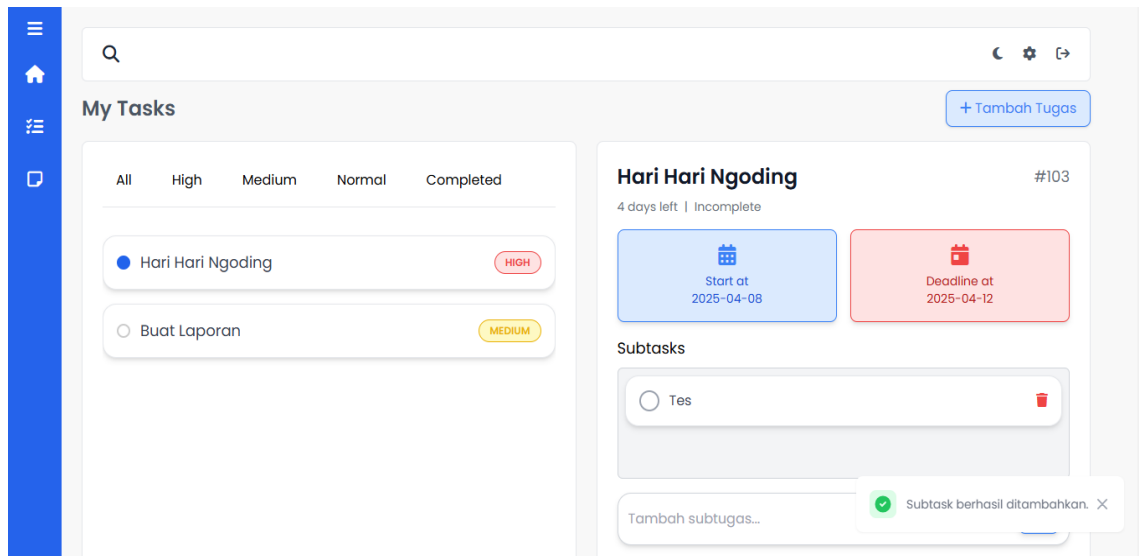 My Tasks
+ Tambah Tugas
All High Medium Normal Completed
Hari Hari Ngoding HIGH
Buat Laporan MEDIUM
Hari Hari Ngoding #103
4 days left | Incomplete
Start at
2025-04-08
Deadline at
2025-04-12
Subtasks
Tes
Subtask berhasil ditambahkan.
Tambah subtugas...